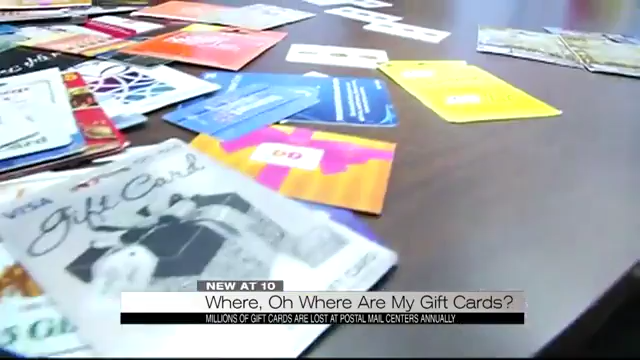 VISA
Gift Card
NEW AT 10
Where, Oh Where Are My Gift Cards?
MILLIONS OF GIFT CARDS ARE LOST AT POSTAL MAIL CENTERS ANNUALLY